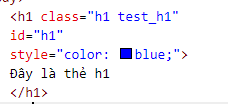 <h1 class="h1 test_h1"
id="h1"
style="color: blue;">
Đây là thẻ h1
</h1>